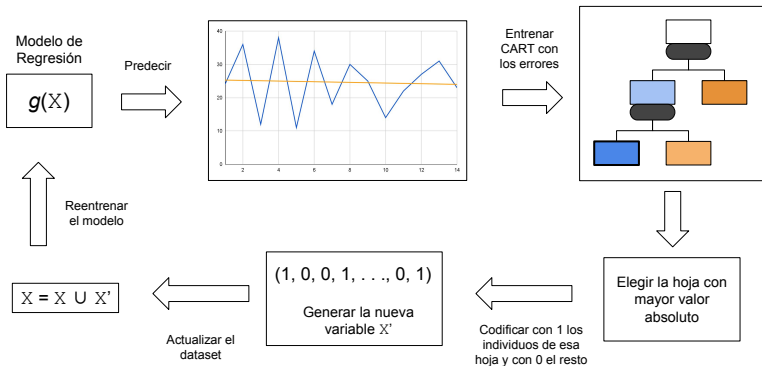 Modelo de
Regresión
g(X)
Predecir
40
30
20
10
0
2
4
6
8
10
12
14
Entrenar
CART con
los errores
Elegir la hoja con
mayor valor
absoluto
Codificar con 1 los
individuos de esa
hoja y con 0 el resto
(1, 0, 0, 1, . . ., 0, 1)
Generar la nueva
variable X'
Actualizar el
dataset
X = X ∪ X'
Reentrenar
el modelo